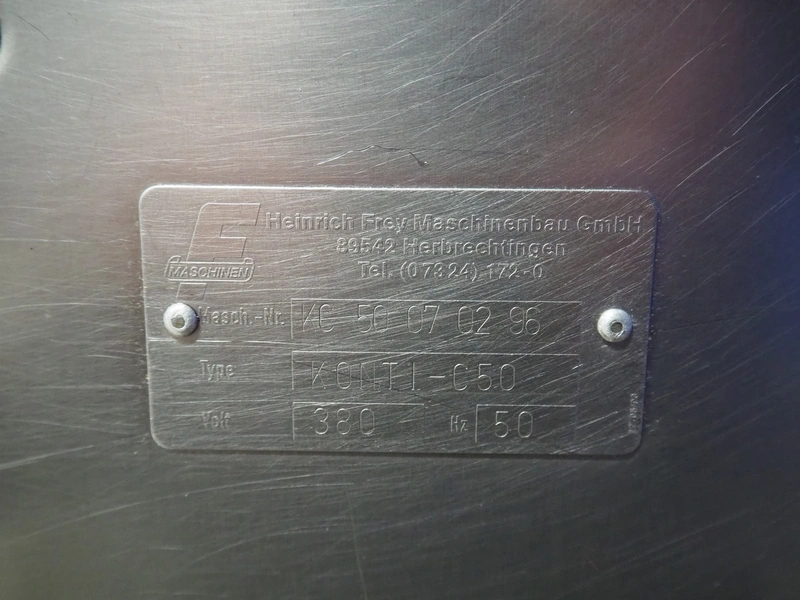 F
MASCHINEN
Heinrich Frey Maschinenbau GmbH
89542 Herbrechtingen
Tel. (07324) 172-0
Masch.-Nr. KC 50 07 02 96
Type KONTI-C50
Volt 380 Hz 50